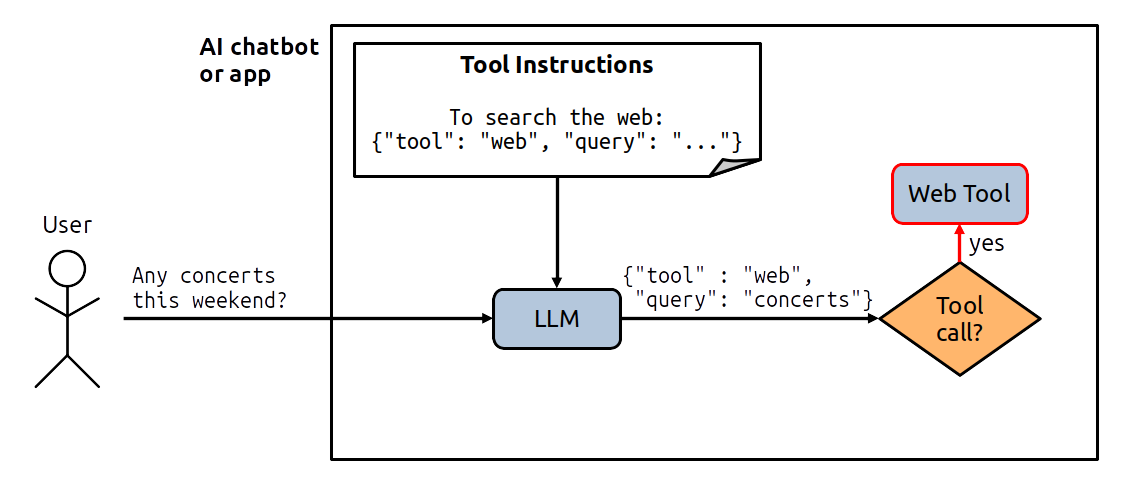 AI chatbot
or app
Tool Instructions
To search the web:
{"tool": "web", "query": "..."}
User
Any concerts
this weekend?
LLM
{"tool" : "web",
"query": "concerts"}
Tool
call?
yes
Web Tool